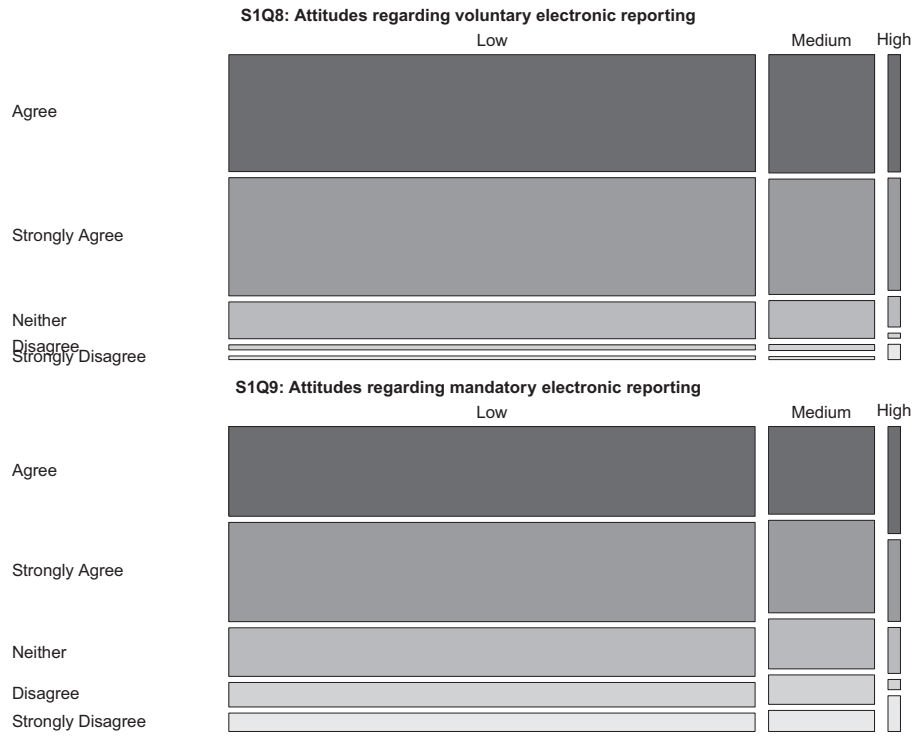 S1Q8: Attitudes regarding voluntary electronic reporting
Low Medium High
Agree
Strongly Agree
Neither
Disagree
Strongly Disagree
S1Q9: Attitudes regarding mandatory electronic reporting
Low Medium High
Agree
Strongly Agree
Neither
Disagree
Strongly Disagree